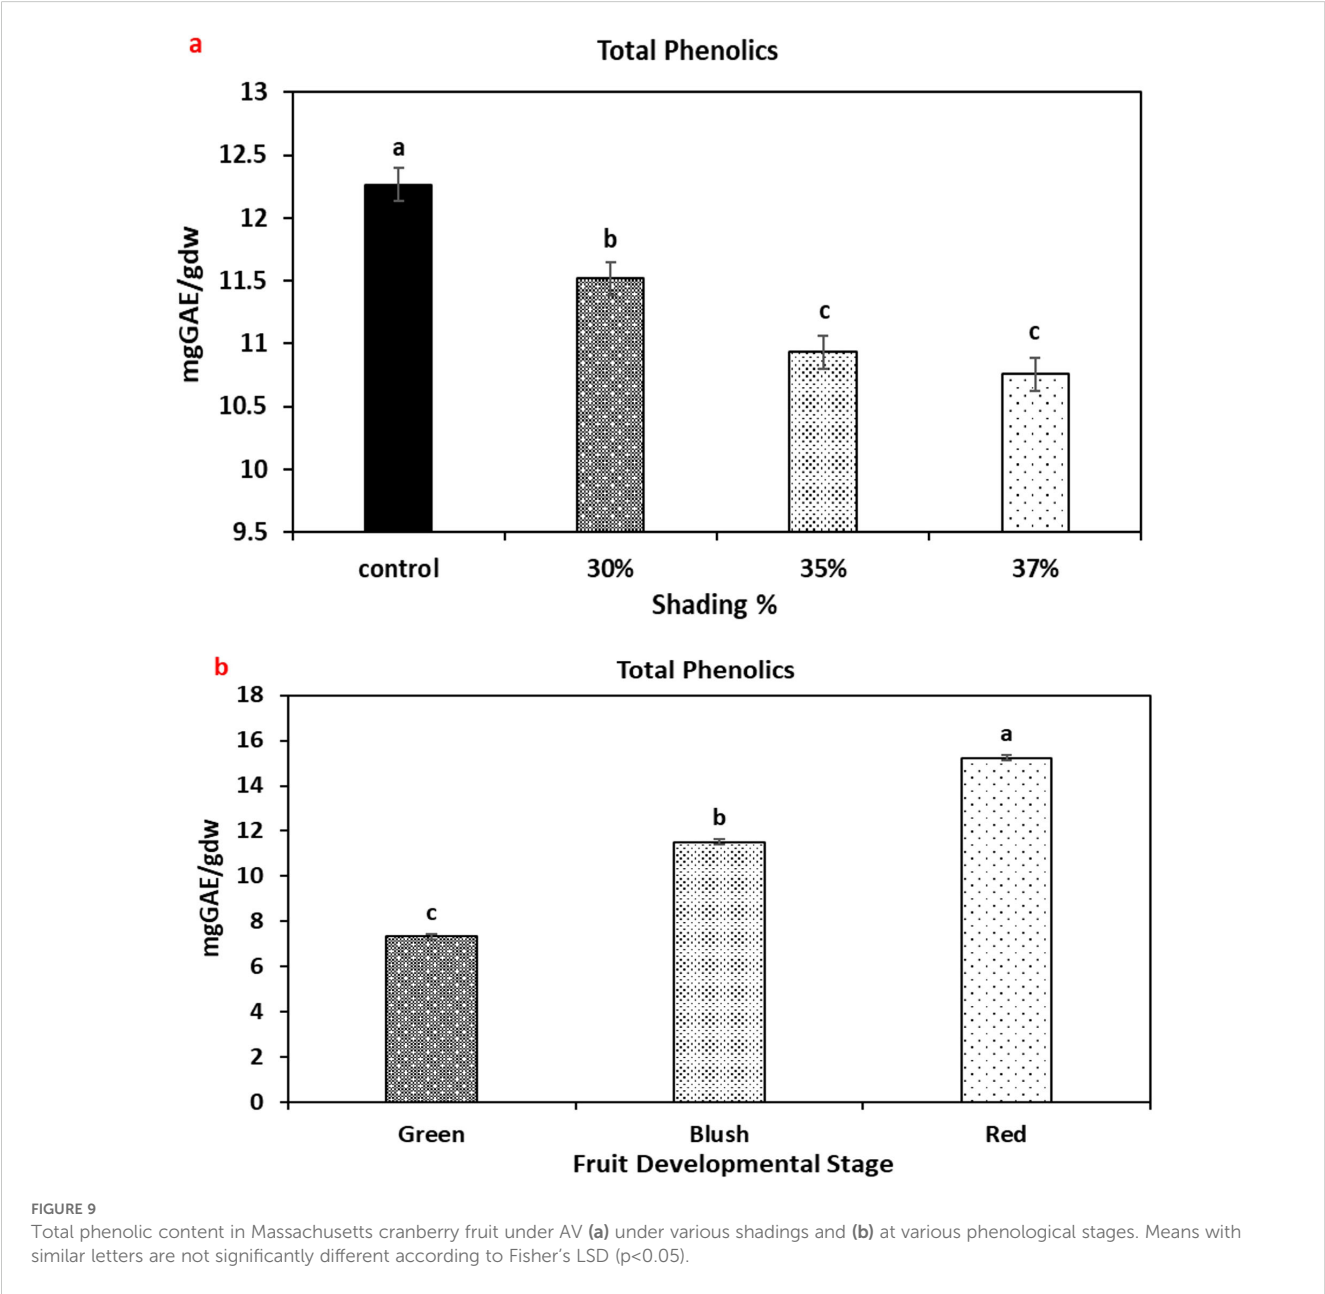 a
Total Phenolics
13
12.5
12
11.5
11
10.5
10
9.5
mgGAE/gdw
a
b
c
c
control 30% 35% 37%
Shading %
b
Total Phenolics
18
16
14
12
10
8
6
4
2
0
mgGAE/gdw
c
b
a
Green Blush Red
Fruit Developmental Stage
FIGURE 9
Total phenolic content in Massachusetts cranberry fruit under AV (a) under various shadings and (b) at various phenological stages. Means with
similar letters are not significantly different according to Fisher's LSD (p<0.05).